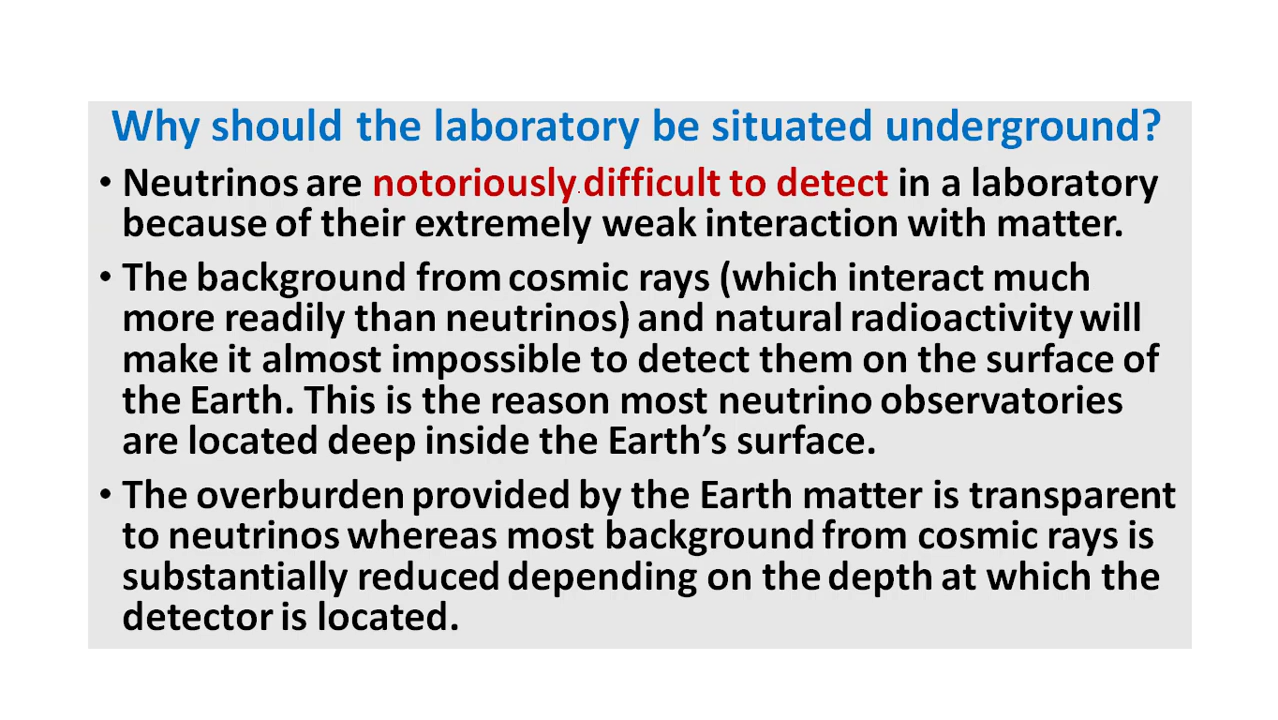 Why should the laboratory be situated underground?
• Neutrinos are notoriously difficult to detect in a laboratory
because of their extremely weak interaction with matter.
• The background from cosmic rays (which interact much
more readily than neutrinos) and natural radioactivity will
make it almost impossible to detect them on the surface of
the Earth. This is the reason most neutrino observatories
are located deep inside the Earth’s surface.
• The overburden provided by the Earth matter is transparent
to neutrinos whereas most background from cosmic rays is
substantially reduced depending on the depth at which the
detector is located.